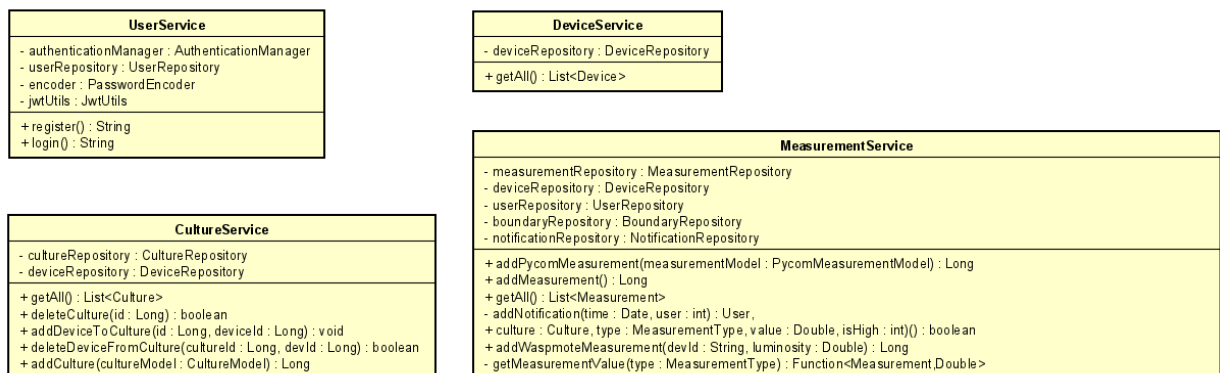 UserService
- authenticationManager : AuthenticationManager
- userRepository : UserRepository
- encoder : PasswordEncoder
- jwtUtils : JwtUtils
+ register() : String
+ login() : String
DeviceService
- deviceRepository : DeviceRepository
+ getAll() : List<Device>
CultureService
- cultureRepository : CultureRepository
- deviceRepository : DeviceRepository
+ getAll() : List<Culture>
+ deleteCulture(id : Long) : boolean
+ addDeviceToCulture(id : Long, deviceId : Long) : void
+ deleteDeviceFromCulture(cultureId : Long, devId : Long) : boolean
+ addCulture(cultureModel : CultureModel) : Long
MeasurementService
- measurementRepository : MeasurementRepository
- deviceRepository : DeviceRepository
- userRepository : UserRepository
- boundaryRepository : BoundaryRepository
- notificationRepository : NotificationRepository
+ addPycomMeasurement(measurementModel : PycomMeasurementModel) : Long
+ addMeasurement() : Long
+ getAll() : List<Measurement>
- addNotification(time : Date, user : int) : User,
+ culture : Culture, type : MeasurementType, value : Double, isHigh : int)() : boolean
+ addWaspmoteMeasurement(devId : String, luminosity : Double) : Long
- getMeasurementValue(type : MeasurementType) : Function<Measurement,Double>